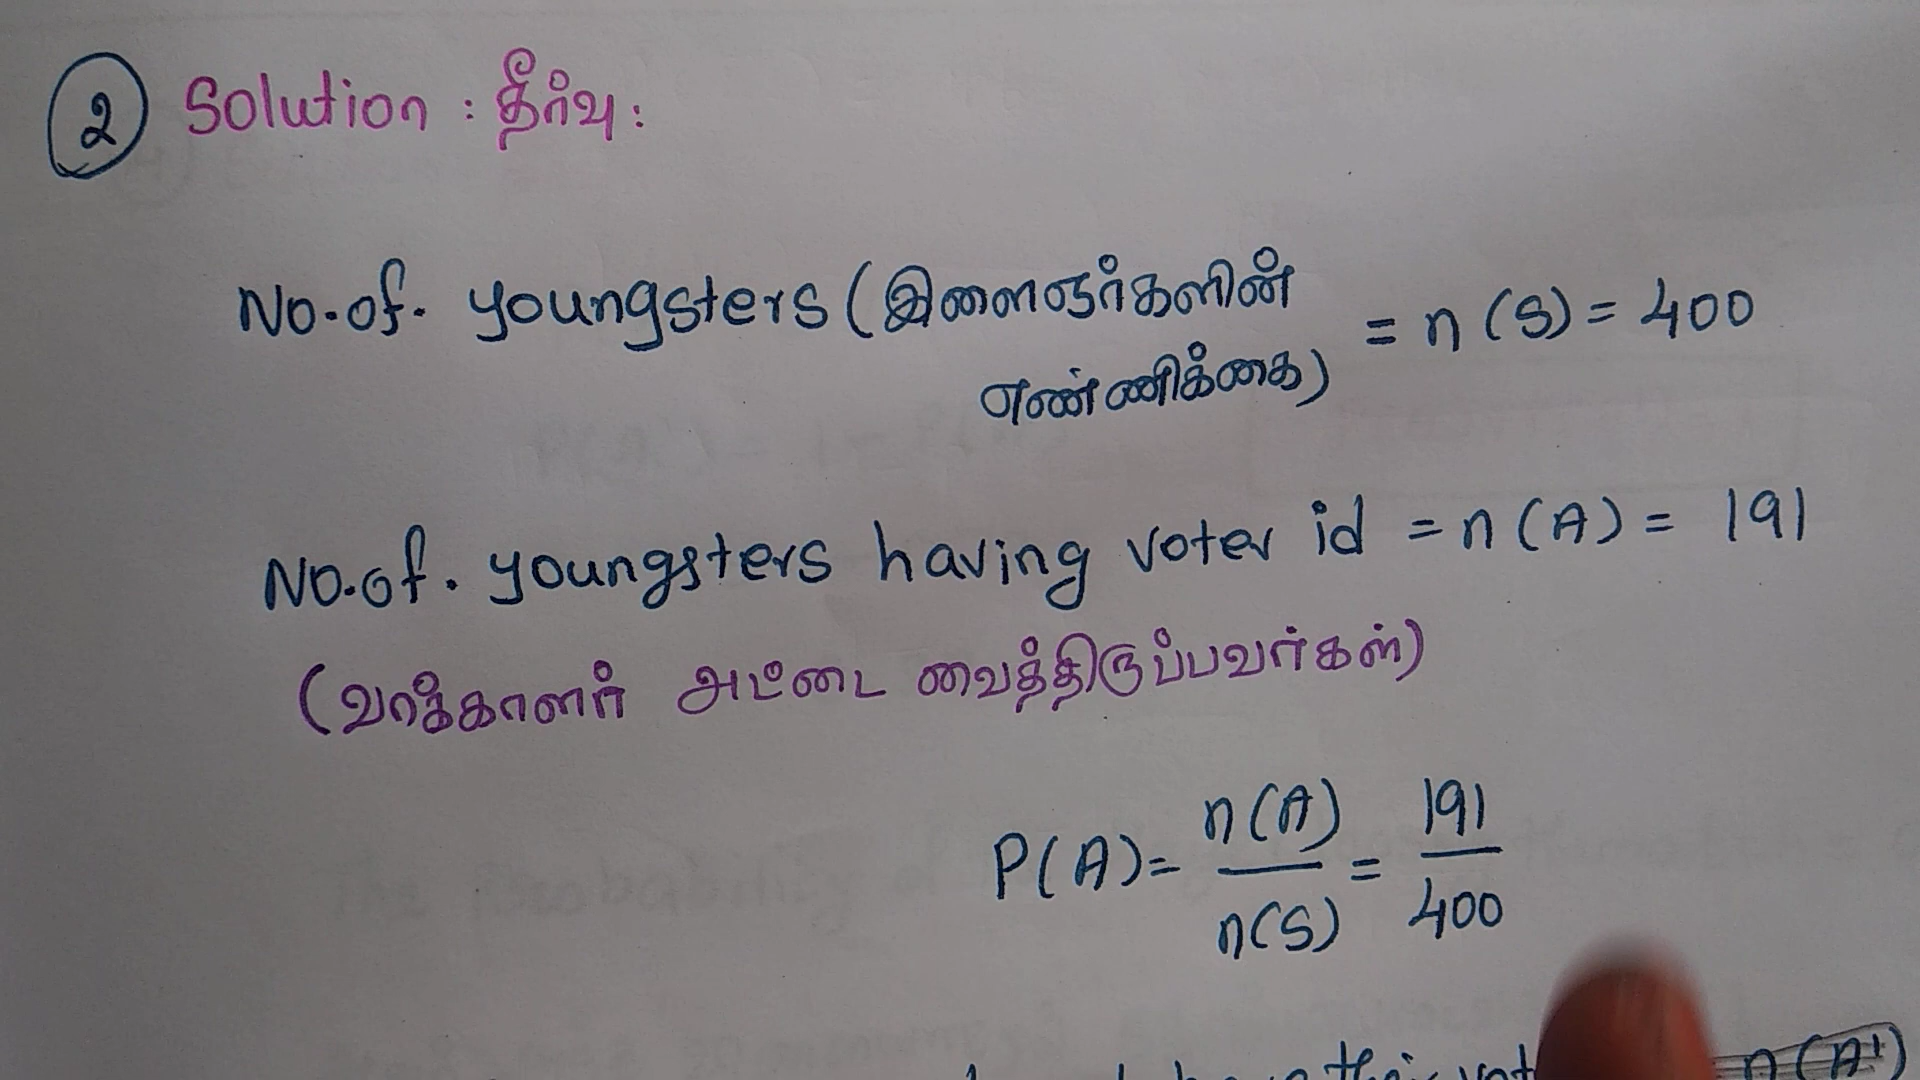 2 Solution : தீர்வு :
No.of. youngsters (இளைஞர்களின்
எண்ணிக்கை) = n (S) = 400
No.of. youngsters having voter id = n (A) = 191
(வாக்காளர் அட்டை வைத்திருப்பவர்கள்)
P(A) = n(A) / n(S) = 191 / 400
n (A')